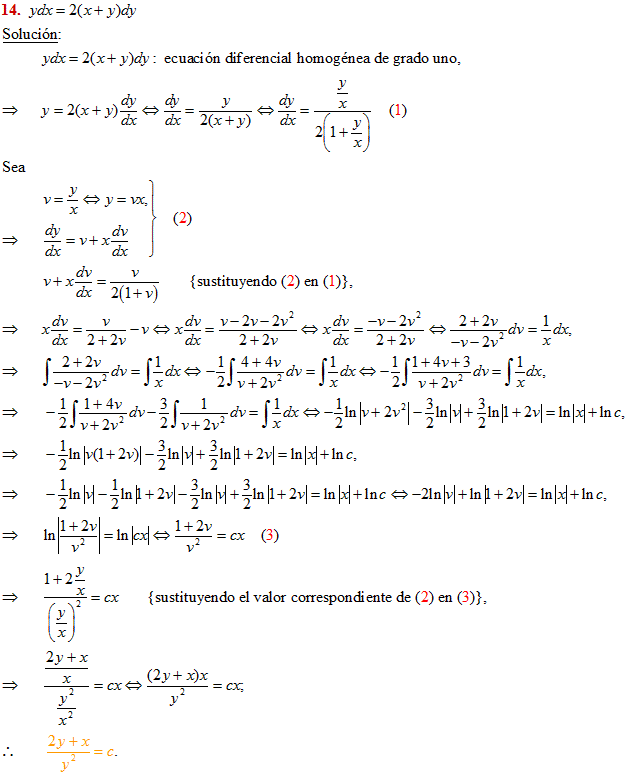 14. ydx = 2(x + y)dy
Solución:
ydx = 2(x + y)dy : ecuación diferencial homogénea de grado uno,
⇒ y = 2(x + y) dy/dx ⇔ dy/dx = y/(2(x + y)) ⇔ dy/dx = (y/x)/(2(1 + y/x)) (1)
Sea
v = y/x ⇔ y = vx,
⇒ dy/dx = v + x dv/dx } (2)
v + x dv/dx = v/(2(1 + v)) {sustituyendo (2) en (1)},
⇒ x dv/dx = v/(2 + 2v) − v ⇔ x dv/dx = (v − 2v − 2v²)/(2 + 2v) ⇔ x dv/dx = (−v − 2v²)/(2 + 2v) ⇔ (2 + 2v)/(−v − 2v²) dv = 1/x dx,
⇒ ∫ (2 + 2v)/(−v − 2v²) dv = ∫ 1/x dx ⇔ −1/2 ∫ (4 + 4v)/(v + 2v²) dv = ∫ 1/x dx ⇔ −1/2 ∫ (1 + 4v + 3)/(v + 2v²) dv = ∫ 1/x dx,
⇒ −1/2 ∫ (1 + 4v)/(v + 2v²) dv − 3/2 ∫ 1/(v + 2v²) dv = ∫ 1/x dx ⇔ −1/2 ln|v + 2v²| − 3/2 ln|v| + 3/2 ln|1 + 2v| = ln|x| + ln c,
⇒ −1/2 ln|v(1 + 2v)| − 3/2 ln|v| + 3/2 ln|1 + 2v| = ln|x| + ln c,
⇒ −1/2 ln|v| − 1/2 ln|1 + 2v| − 3/2 ln|v| + 3/2 ln|1 + 2v| = ln|x| + ln c ⇔ −2ln|v| + ln|1 + 2v| = ln|x| + ln c,
⇒ ln|(1 + 2v)/v²| = ln|cx| ⇔ (1 + 2v)/v² = cx (3)
⇒ (1 + 2 y/x)/(y/x)² = cx {sustituyendo el valor correspondiente de (2) en (3)},
⇒ ((2y + x)/x)/(y²/x²) = cx ⇔ ((2y + x)x)/y² = cx,
∴ (2y + x)/y² = c.